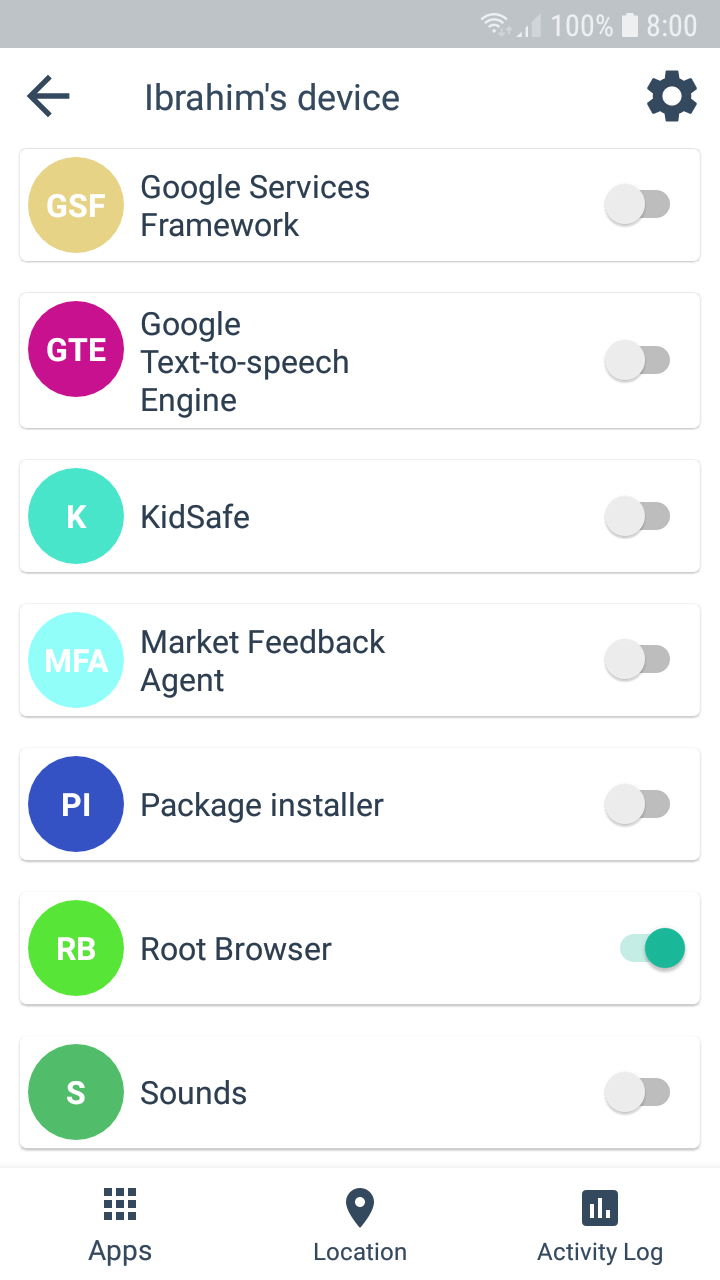 100% 8:00
Ibrahim's device
GSF
Google Services
Framework
GTE
Google
Text-to-speech
Engine
K
KidSafe
MFA
Market Feedback
Agent
PI
Package installer
RB
Root Browser
S
Sounds
Apps
Location
Activity Log